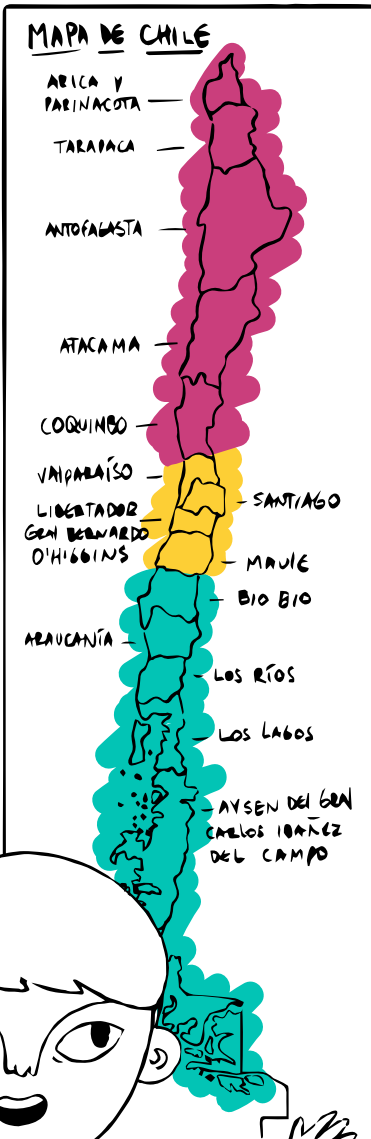 MAPA DE CHILE
ARICA Y
PARINACOTA
TARAPACA
ANTOFAGASTA
ATACAMA
COQUINBO
VALPARAÍSO
SANTIAGO
LIBERTADOR
GRAL BERNARDO
O'HIGGINS
MAULE
BIO BIO
ARAUCANÍA
LOS RÍOS
LOS LAGOS
AYSEN DEL GRAL
CARLOS IBAÑEZ
DEL CAMPO